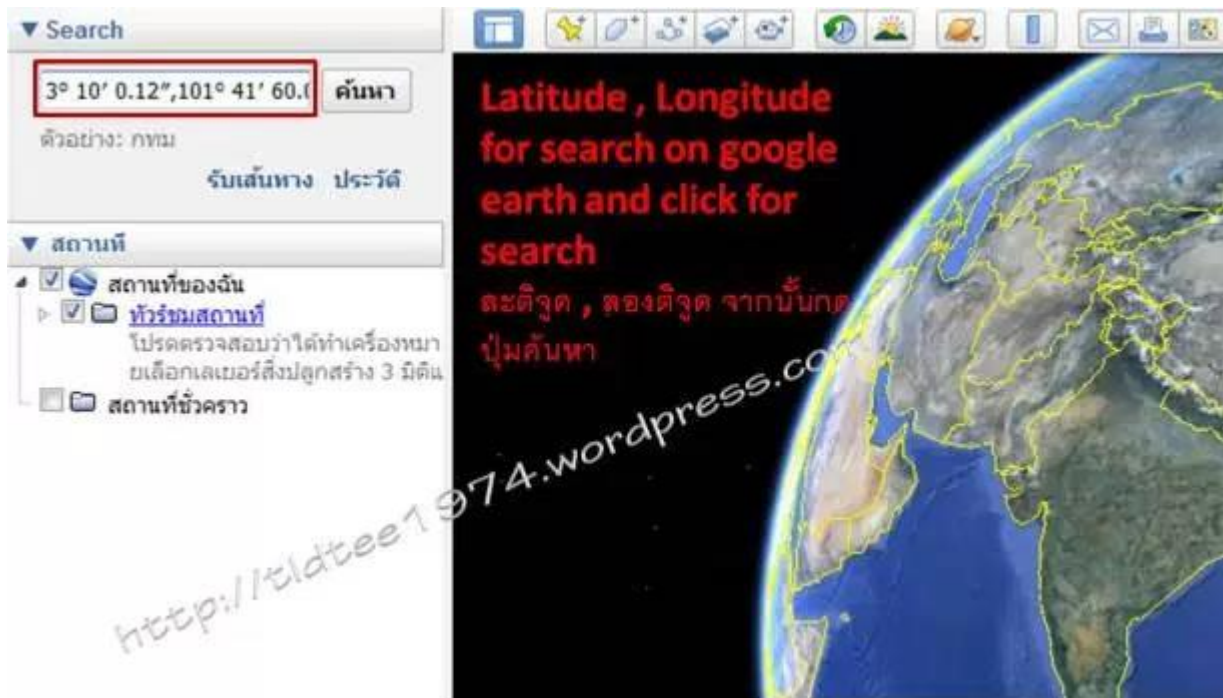 Search
3° 10′ 0.12″,101° 41′ 60.0
ค้นหา
ตัวอย่าง: กทม
รับเส้นทาง ประวัติ
สถานที่
สถานที่ของฉัน
ทัวร์ชมสถานที่
โปรดตรวจสอบว่าได้ทำเครื่องหมา
ยเลือกเลเยอร์สิ่งปลูกสร้าง 3 มิติแ
สถานที่ชั่วคราว
Latitude , Longitude
for search on google
earth and click for
search
ละติจูด , ลองติจูด จากนั้นกด
ปุ่มค้นหา
http://tldtee1974.wordpress.com